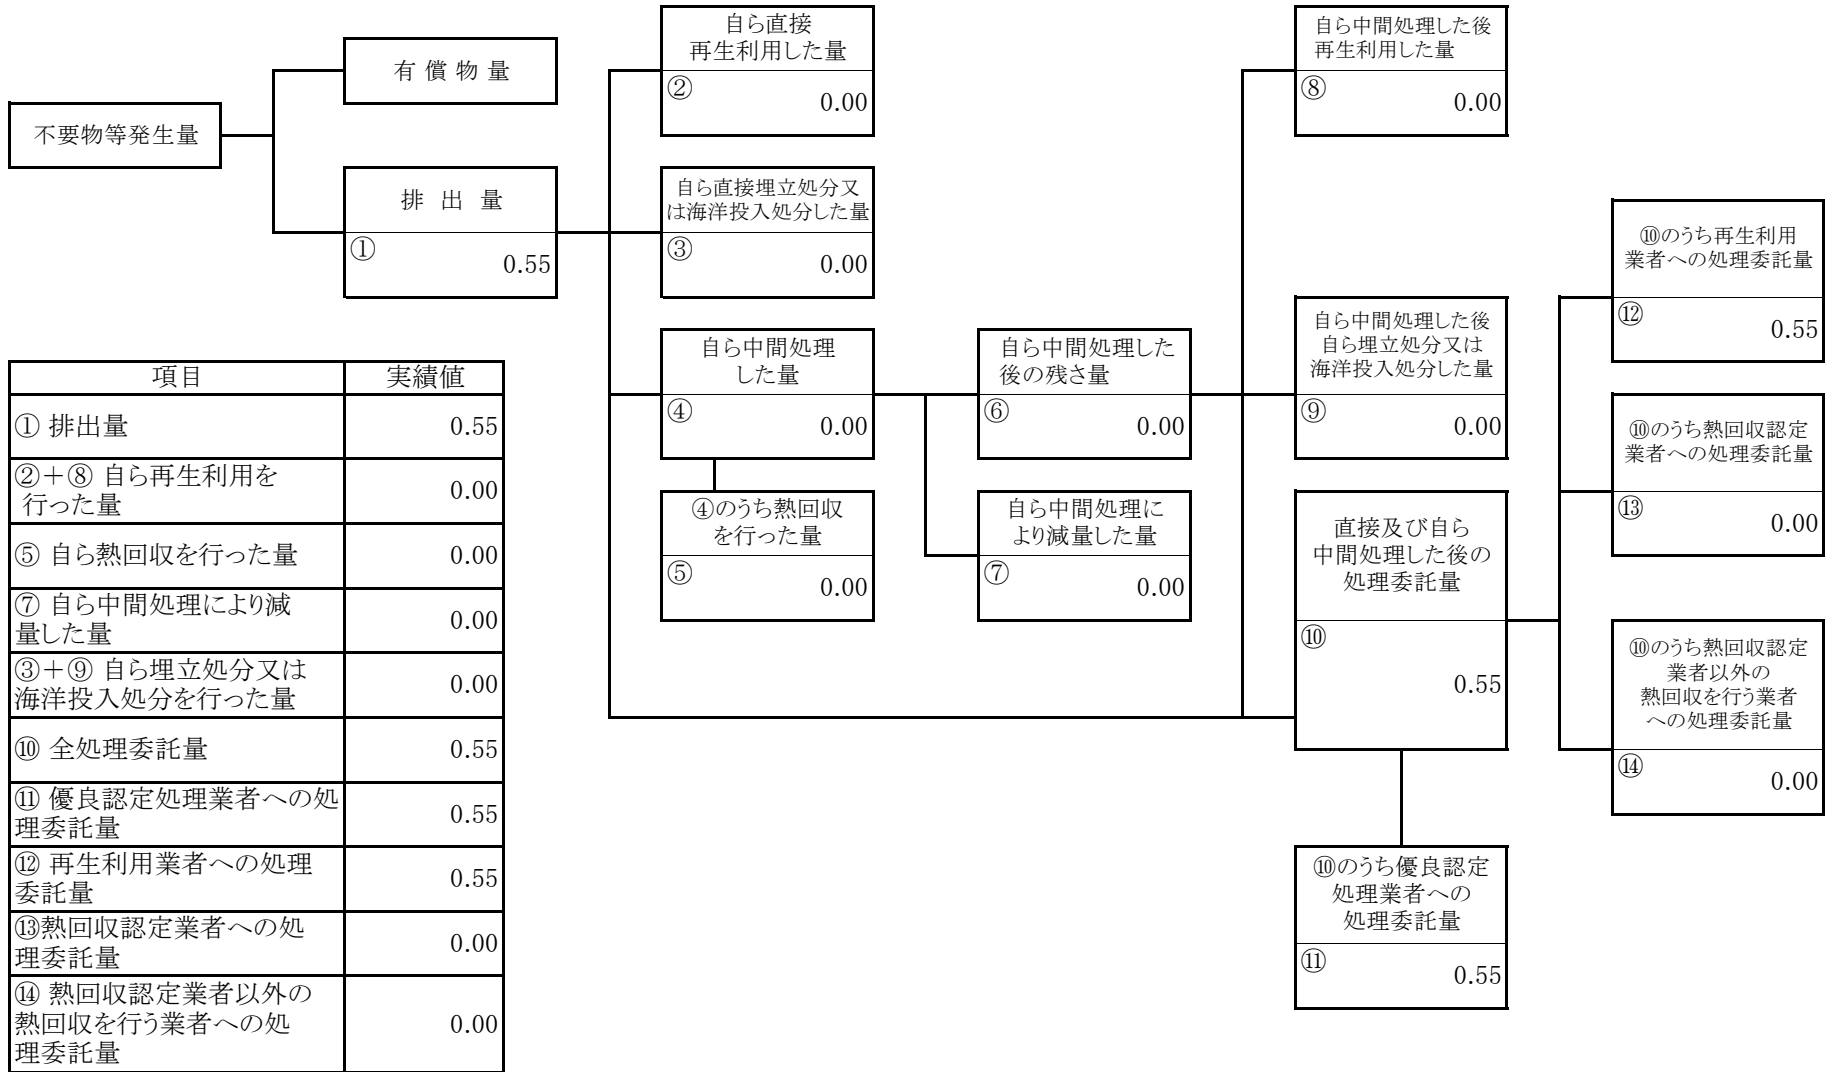 不要物等発生量
有 償 物 量
排 出 量
①
0.55
自ら直接
再生利用した量
②
0.00
自ら直接埋立処分又
は海洋投入処分した量
③
0.00
自ら中間処理
した量
④
0.00
④のうち熱回収
を行った量
⑤
0.00
自ら中間処理した
後の残さ量
⑥
0.00
自ら中間処理に
より減量した量
⑦
0.00
自ら中間処理した後
再生利用した量
⑧
0.00
自ら中間処理した後
自ら埋立処分又は
海洋投入処分した量
⑨
0.00
直接及び自ら
中間処理した後の
処理委託量
⑩
0.55
⑩のうち優良認定
処理業者への
処理委託量
⑪
0.55
⑩のうち再生利用
業者への処理委託量
⑫
0.55
⑩のうち熱回収認定
業者への処理委託量
⑬
0.00
⑩のうち熱回収認定
業者以外の
熱回収を行う業者
への処理委託量
⑭
0.00
項目 実績値
① 排出量 0.55
②＋⑧ 自ら再生利用を
行った量 0.00
⑤ 自ら熱回収を行った量 0.00
⑦ 自ら中間処理により減
量した量 0.00
③＋⑨ 自ら埋立処分又は
海洋投入処分を行った量 0.00
⑩ 全処理委託量 0.55
⑪ 優良認定処理業者への処
理委託量 0.55
⑫ 再生利用業者への処理
委託量 0.55
⑬熱回収認定業者への処
理委託量 0.00
⑭ 熱回収認定業者以外の
熱回収を行う業者への処
理委託量 0.00